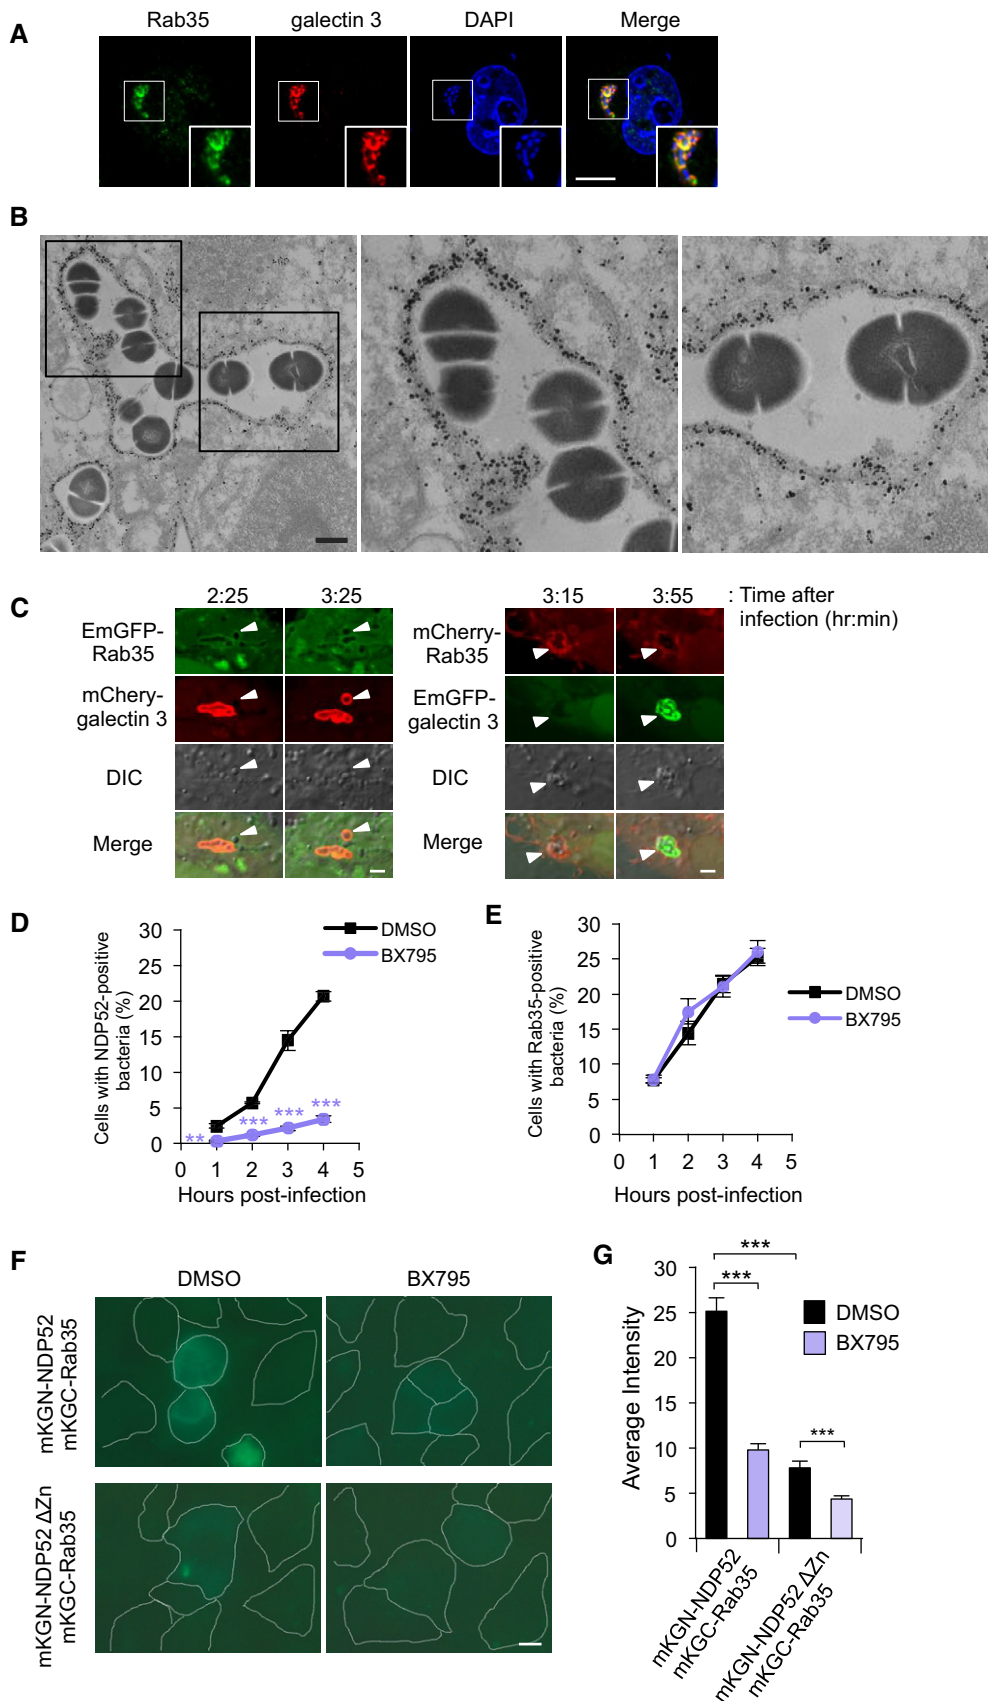 A
Rab35
galectin 3
DAPI
Merge
B
C
2:25
3:25
3:15
3:55
: Time after
infection (hr:min)
EmGFP-
Rab35
mChery-
galectin 3
DIC
Merge
mCherry-
Rab35
EmGFP-
galectin 3
DIC
Merge
D
Cells with NDP52-positive
bacteria (%)
30
25
20
15
10
5
0
DMSO
BX795
**
***
***
***
0 1 2 3 4 5
Hours post-infection
E
Cells with Rab35-positive
bacteria (%)
30
25
20
15
10
5
0
DMSO
BX795
0 1 2 3 4 5
Hours post-infection
F
DMSO
BX795
mKGN-NDP52
mKGC-Rab35
mKGN-NDP52 ΔZn
mKGC-Rab35
G
Average Intensity
30
25
20
15
10
5
0
***
***
***
DMSO
BX795
mKGN-NDP52
mKGC-Rab35
mKGN-NDP52 ΔZn
mKGC-Rab35